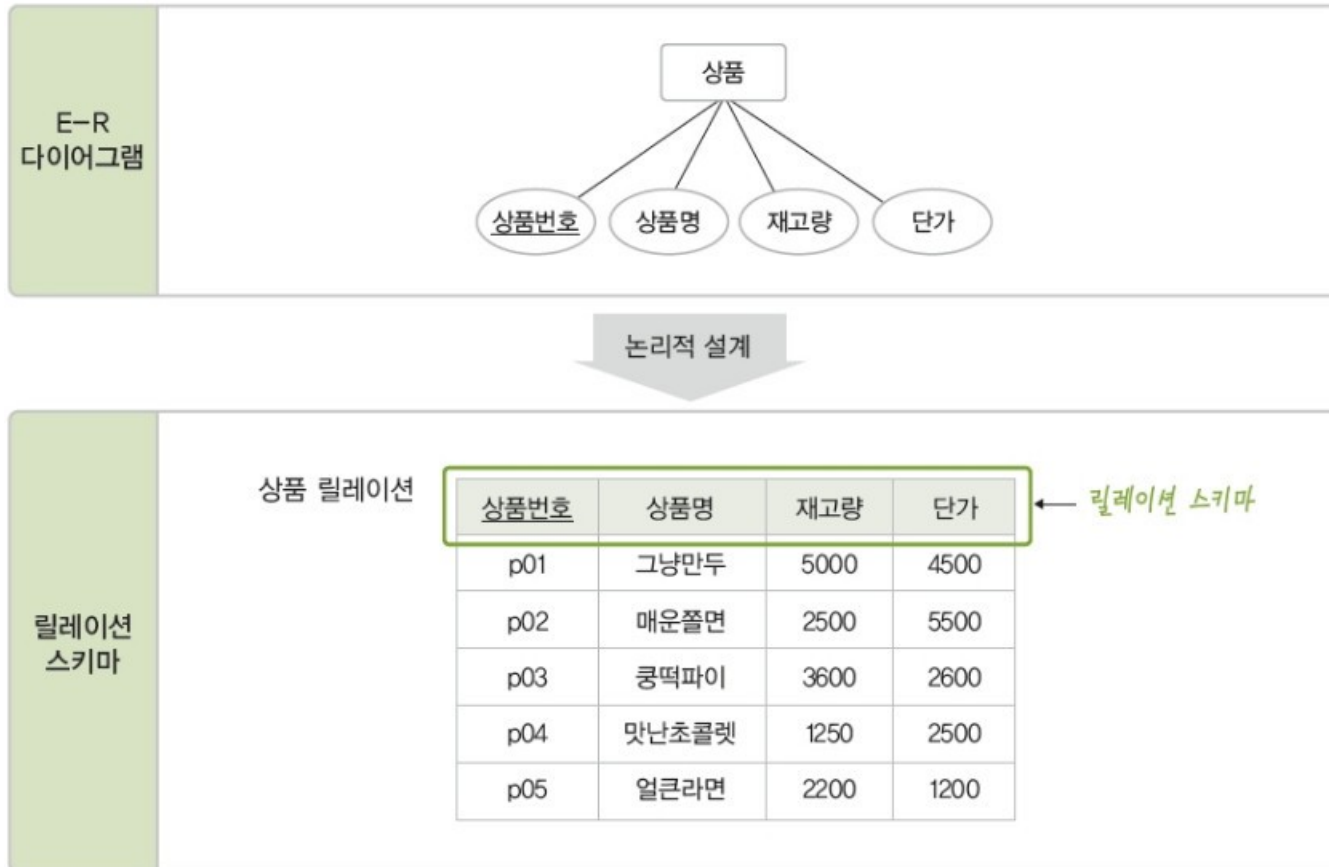 E-R
다이어그램
상품
상품번호 상품명 재고량 단가
논리적 설계
릴레이션
스키마
상품 릴레이션
상품번호 상품명 재고량 단가
릴레이션 스키마
p01 그냥만두 5000 4500
p02 매운쫄면 2500 5500
p03 쿵떡파이 3600 2600
p04 맛난초콜렛 1250 2500
p05 얼큰라면 2200 1200